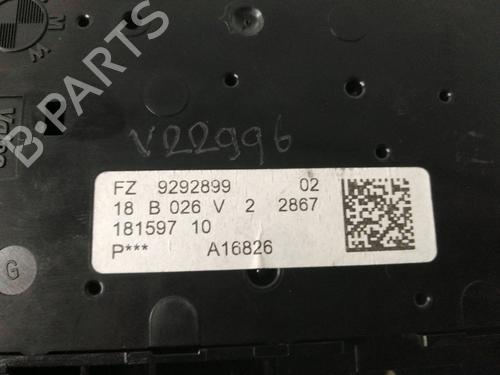 B M W
B-PARTS
V22996
FZ 9292899 02
18 B 026 V 2 2867
181597 10
P*** A16826
G